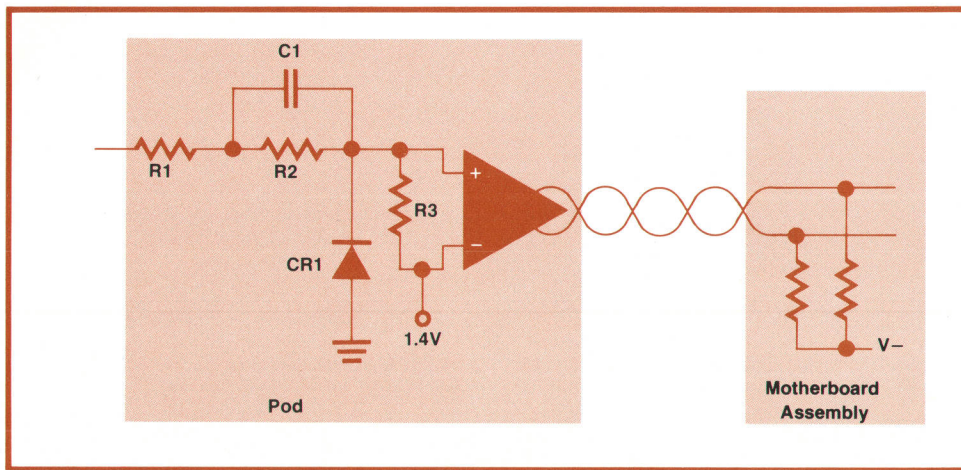 C1
R1
R2
R3
+
−
CR1
1.4V
V−
Pod
Motherboard
Assembly